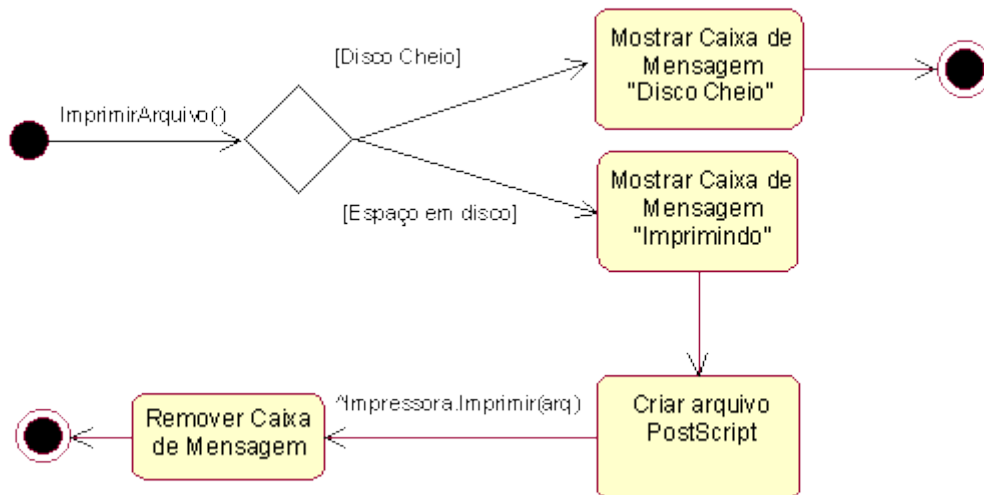 Mostrar Caixa de
Mensagem
"Disco Cheio"
[Disco Cheio]
ImprimirArquivo()
Mostrar Caixa de
Mensagem
"Imprimindo"
[Espaço em disco]
Criar arquivo
PostScript
^Impressora.Imprimir(arq)
Remover Caixa
de Mensagem